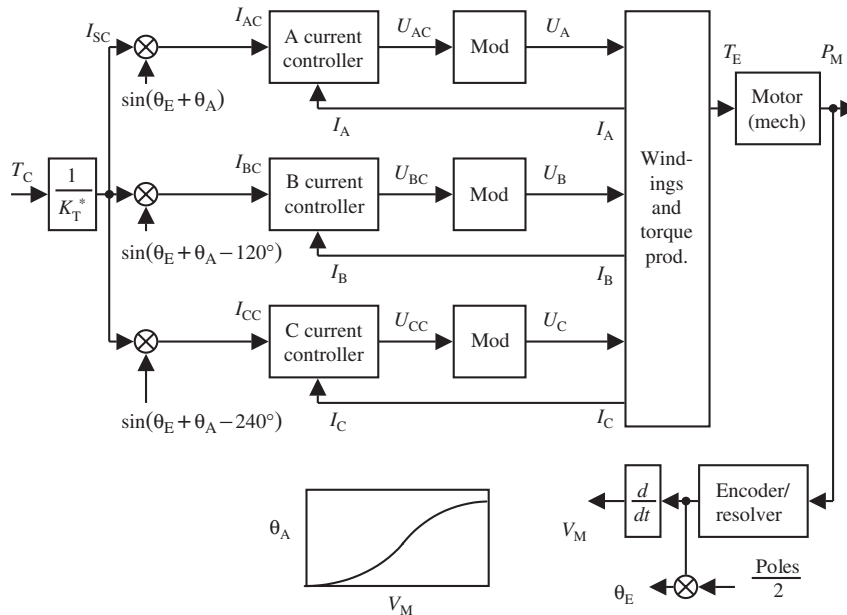 I_SC
I_AC
A current
controller
U_AC
Mod
U_A
T_E
P_M
sin(θ_E + θ_A)
I_A
I_A
Motor
(mech)
T_C
1
K_T*
I_BC
B current
controller
U_BC
Mod
U_B
Wind-
ings
and
torque
prod.
sin(θ_E + θ_A − 120°)
I_B
I_B
I_CC
C current
controller
U_CC
Mod
U_C
sin(θ_E + θ_A − 240°)
I_C
I_C
θ_A
V_M
V_M
d
dt
Encoder/
resolver
θ_E
Poles
2